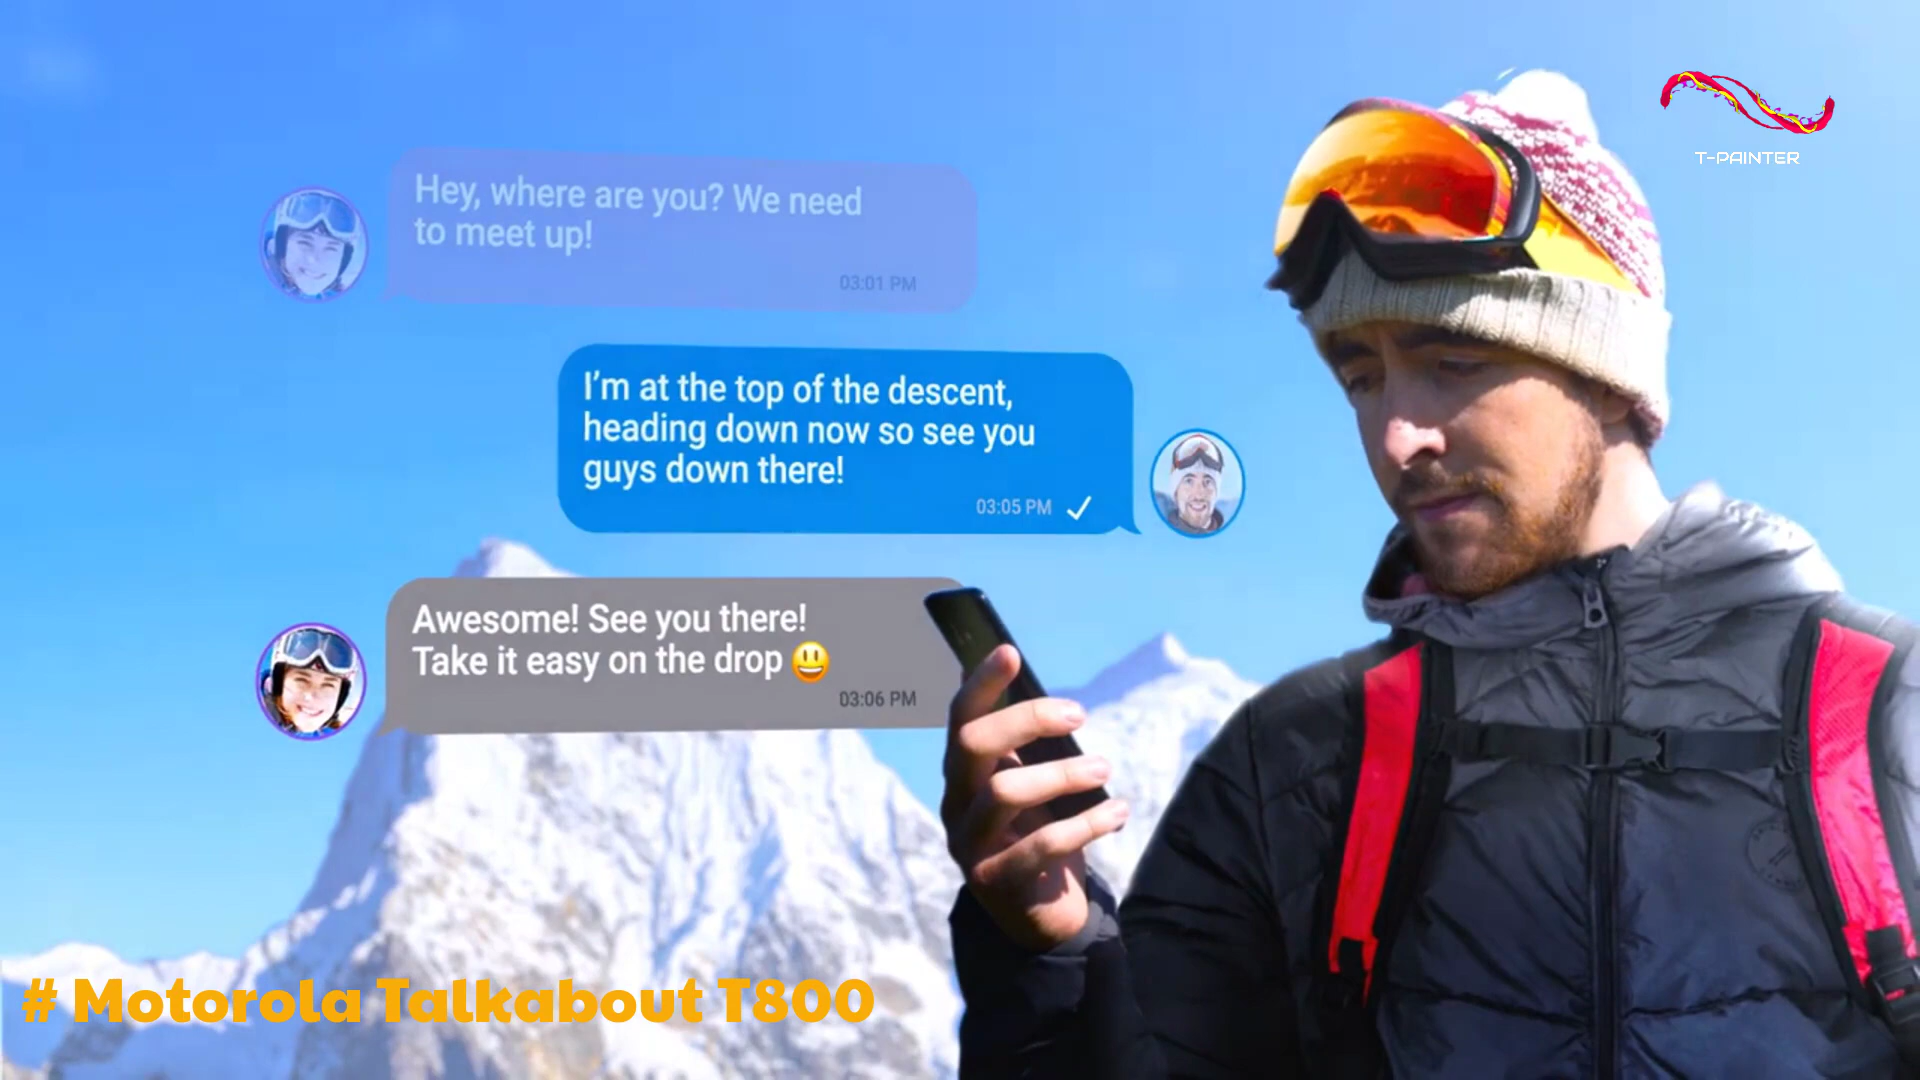 T-PAINTER
Hey, where are you? We need
to meet up!
03:01 PM
I’m at the top of the descent,
heading down now so see you
guys down there!
03:05 PM
Awesome! See you there!
Take it easy on the drop 😃
03:06 PM
# Motorola Talkabout T800